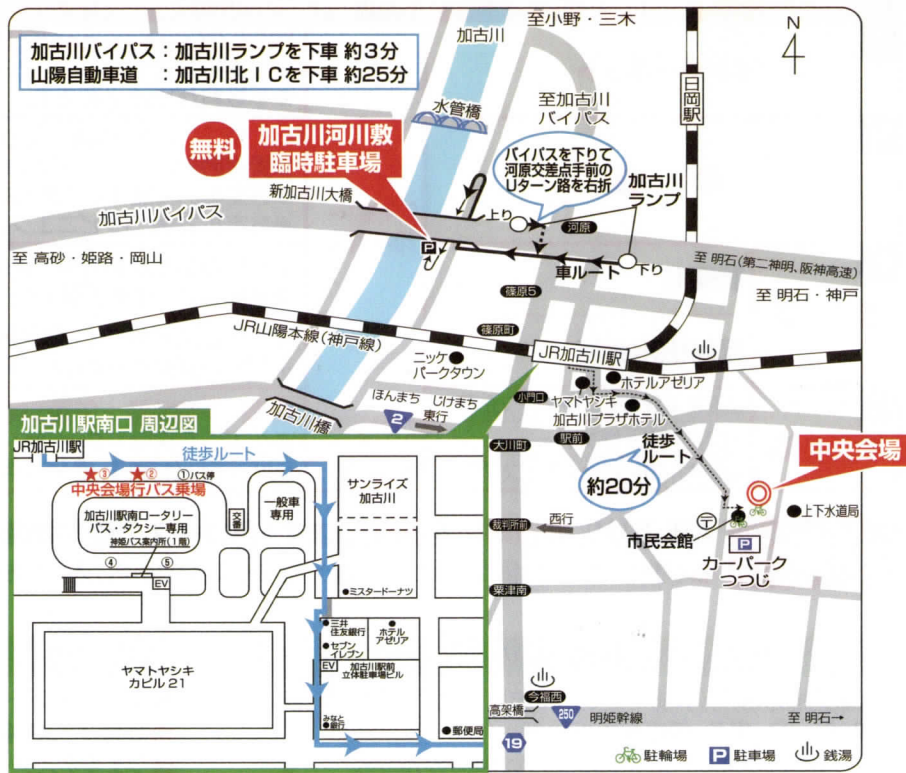 加古川バイパス：加古川ランプを下車 約3分
山陽自動車道　：加古川北ICを下車 約25分
加古川
至小野・三木
N
4
日岡駅
水管橋
至加古川
バイパス
無料
加古川河川敷
臨時駐車場
バイパスを下りて
河原交差点手前の
Uターン路を右折
加古川
ランプ
新加古川大橋
加古川バイパス
上り
河原
P
車ルート
下り
至 明石(第二神明、阪神高速)
至 高砂・姫路・岡山
篠原5
至 明石・神戸
JR山陽本線(神戸線)
篠原町
JR加古川駅
ニッケ
パークタウン
ホテルアゼリア
ヤマトヤシキ
加古川プラザホテル
加古川橋
ほんまち じけまち
2
東行
小門口
大川町
駅前
徒歩
ルート
約20分
中央会場
裁判所前
西行
〒
市民会館
上下水道局
P
カーパーク
つつじ
粟津南
今福西
高架橋
250
明姫幹線
至 明石→
19
駐輪場
P 駐車場
銭湯
加古川駅南口 周辺図
JR加古川駅
徒歩ルート
★③ ★② ①バス停
中央会場行バス乗場
加古川駅南ロータリー
バス・タクシー専用
神姫バス案内所(1階)
④ ⑤
EV
交番
一般車
専用
サンライズ
加古川
ミスタードーナツ
三井
住友銀行
ホテル
アゼリア
セブン
イレブン
EV
加古川駅前
立体駐車場ビル
ヤマトヤシキ
カピル21
みなと
銀行
郵便局